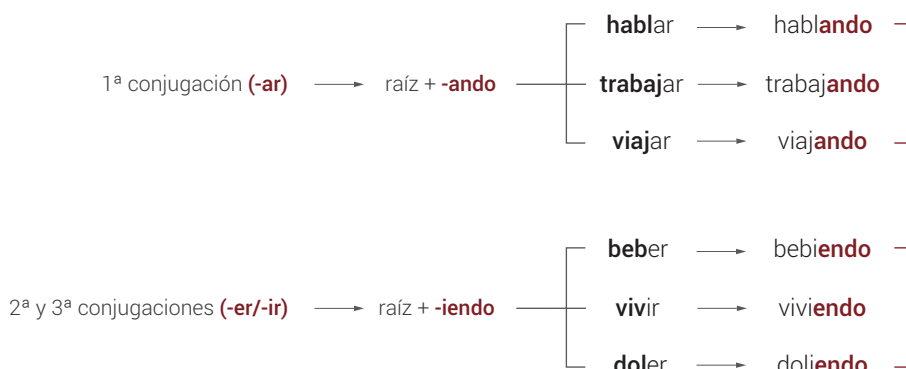 hablar hablando
1ª conjugación (-ar) raíz + -ando trabajar trabajando
viajar viajando
beber bebiendo
2ª y 3ª conjugaciones (-er/-ir) raíz + -iendo vivir viviendo
doler doliendo